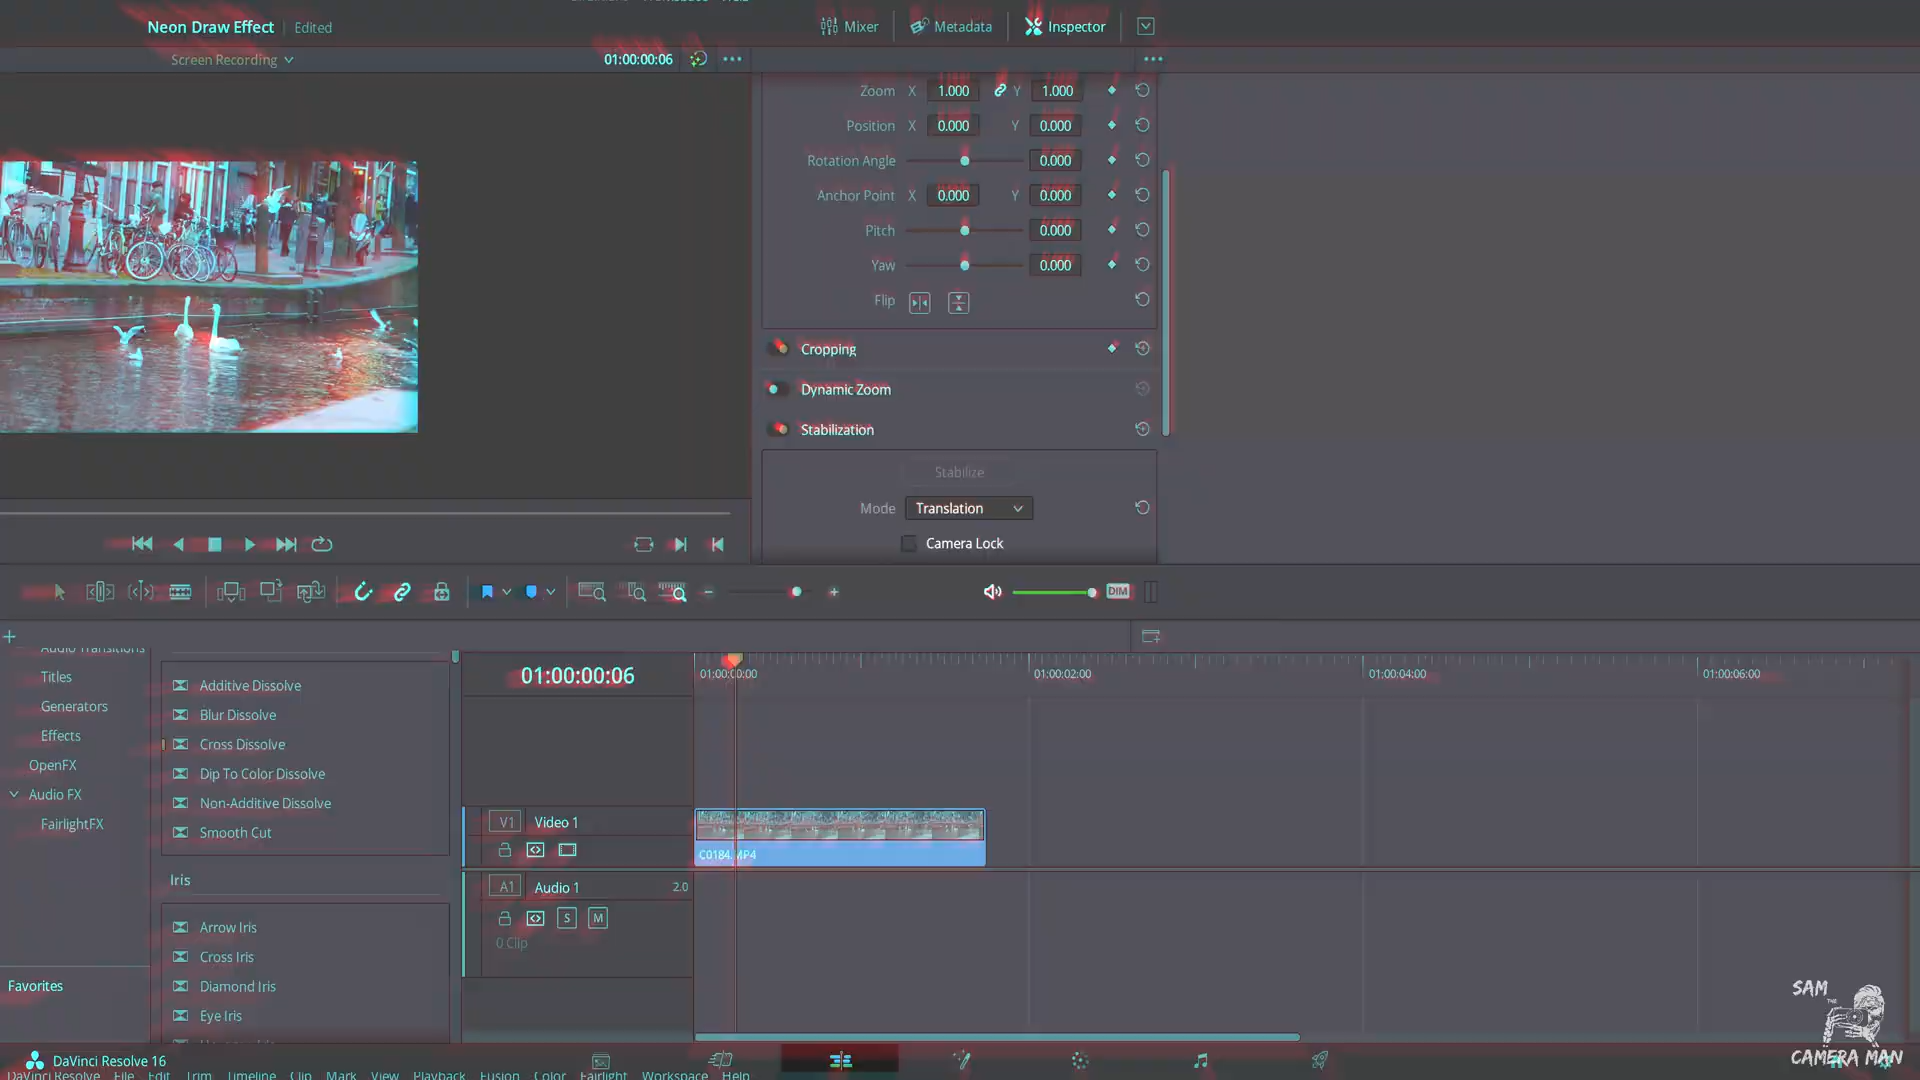 Neon Draw Effect Edited
Mixer Metadata Inspector
Screen Recording 01:00:00:06
Zoom X 1.000 Y 1.000
Position X 0.000 Y 0.000
Rotation Angle 0.000
Anchor Point X 0.000 Y 0.000
Pitch 0.000
Yaw 0.000
Flip
Cropping
Dynamic Zoom
Stabilization
Stabilize
Mode Translation
Camera Lock
DIM
Audio Transitions
Titles
Generators
Effects
OpenFX
Audio FX
FairlightFX
Favorites
Additive Dissolve
Blur Dissolve
Cross Dissolve
Dip To Color Dissolve
Non-Additive Dissolve
Smooth Cut
Iris
Arrow Iris
Cross Iris
Diamond Iris
Eye Iris
01:00:00:06
01:00:00:00 01:00:02:00 01:00:04:00 01:00:06:00
V1 Video 1
C0184.MP4
A1 Audio 1 2.0
S M
0 Clip
SAM
THE
CAMERA MAN
DaVinci Resolve 16
DaVinci Resolve File Edit Trim Timeline Clip Mark View Playback Fusion Color Fairlight Workspace Help